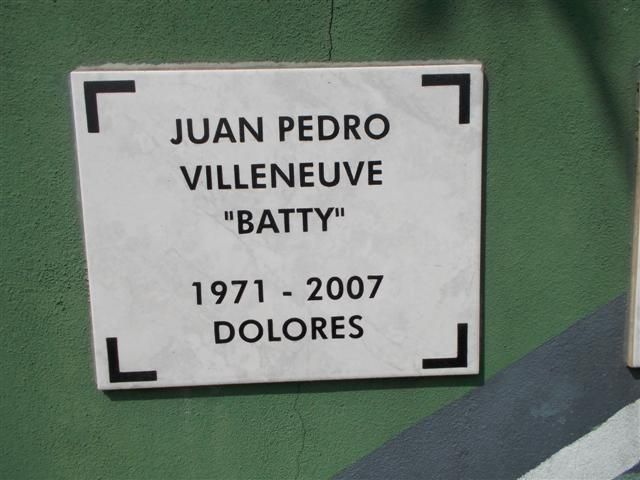 JUAN PEDRO
VILLENEUVE
"BATTY"
1971 - 2007
DOLORES